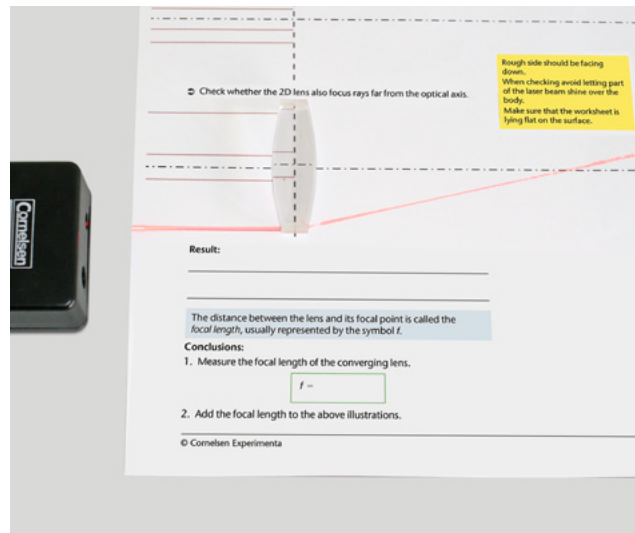 Rough side should be facing
down.
When checking avoid letting part
of the laser beam shine over the
body.
Make sure that the worksheet is
lying flat on the surface.
➲ Check whether the 2D lens also focus rays far from the optical axis.
Cornelsen
Result:
The distance between the lens and its focal point is called the
focal length, usually represented by the symbol f.
Conclusions:
1. Measure the focal length of the converging lens.
f =
2. Add the focal length to the above illustrations.
© Cornelsen Experimenta